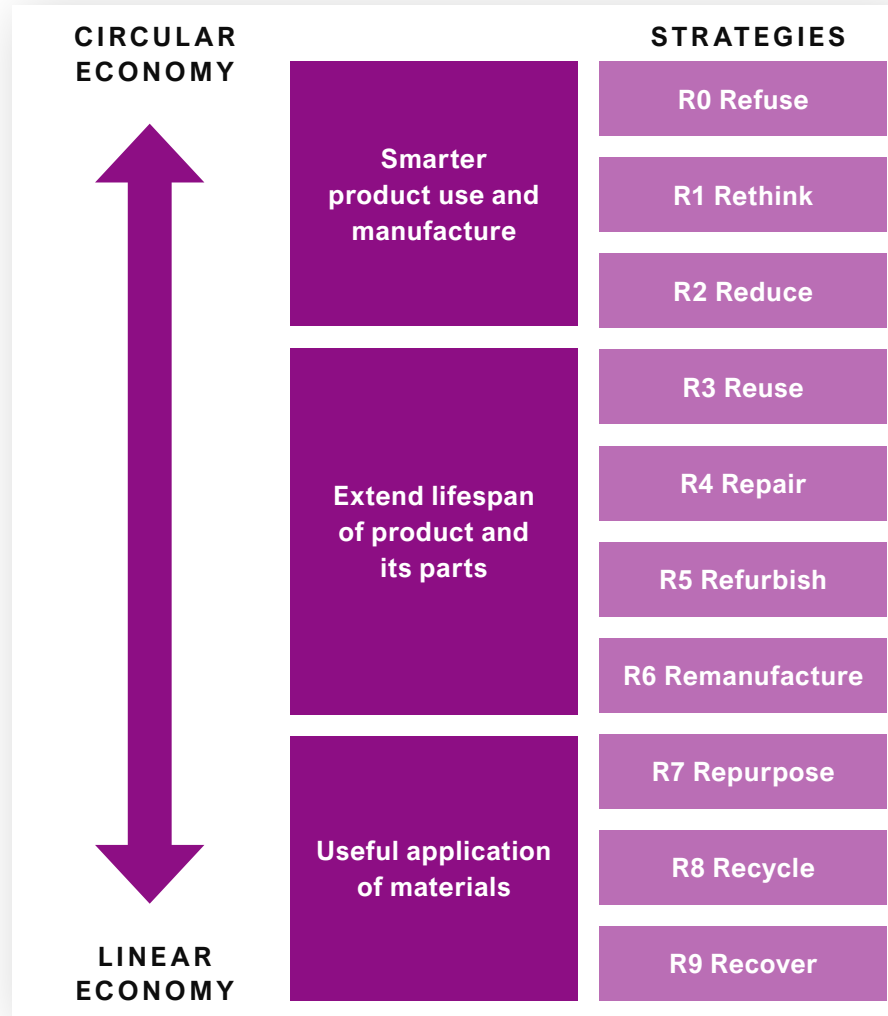 CIRCULAR
ECONOMY
STRATEGIES
Smarter
product use and
manufacture
R0 Refuse
R1 Rethink
R2 Reduce
Extend lifespan
of product and
its parts
R3 Reuse
R4 Repair
R5 Refurbish
R6 Remanufacture
Useful application
of materials
R7 Repurpose
R8 Recycle
R9 Recover
LINEAR
ECONOMY